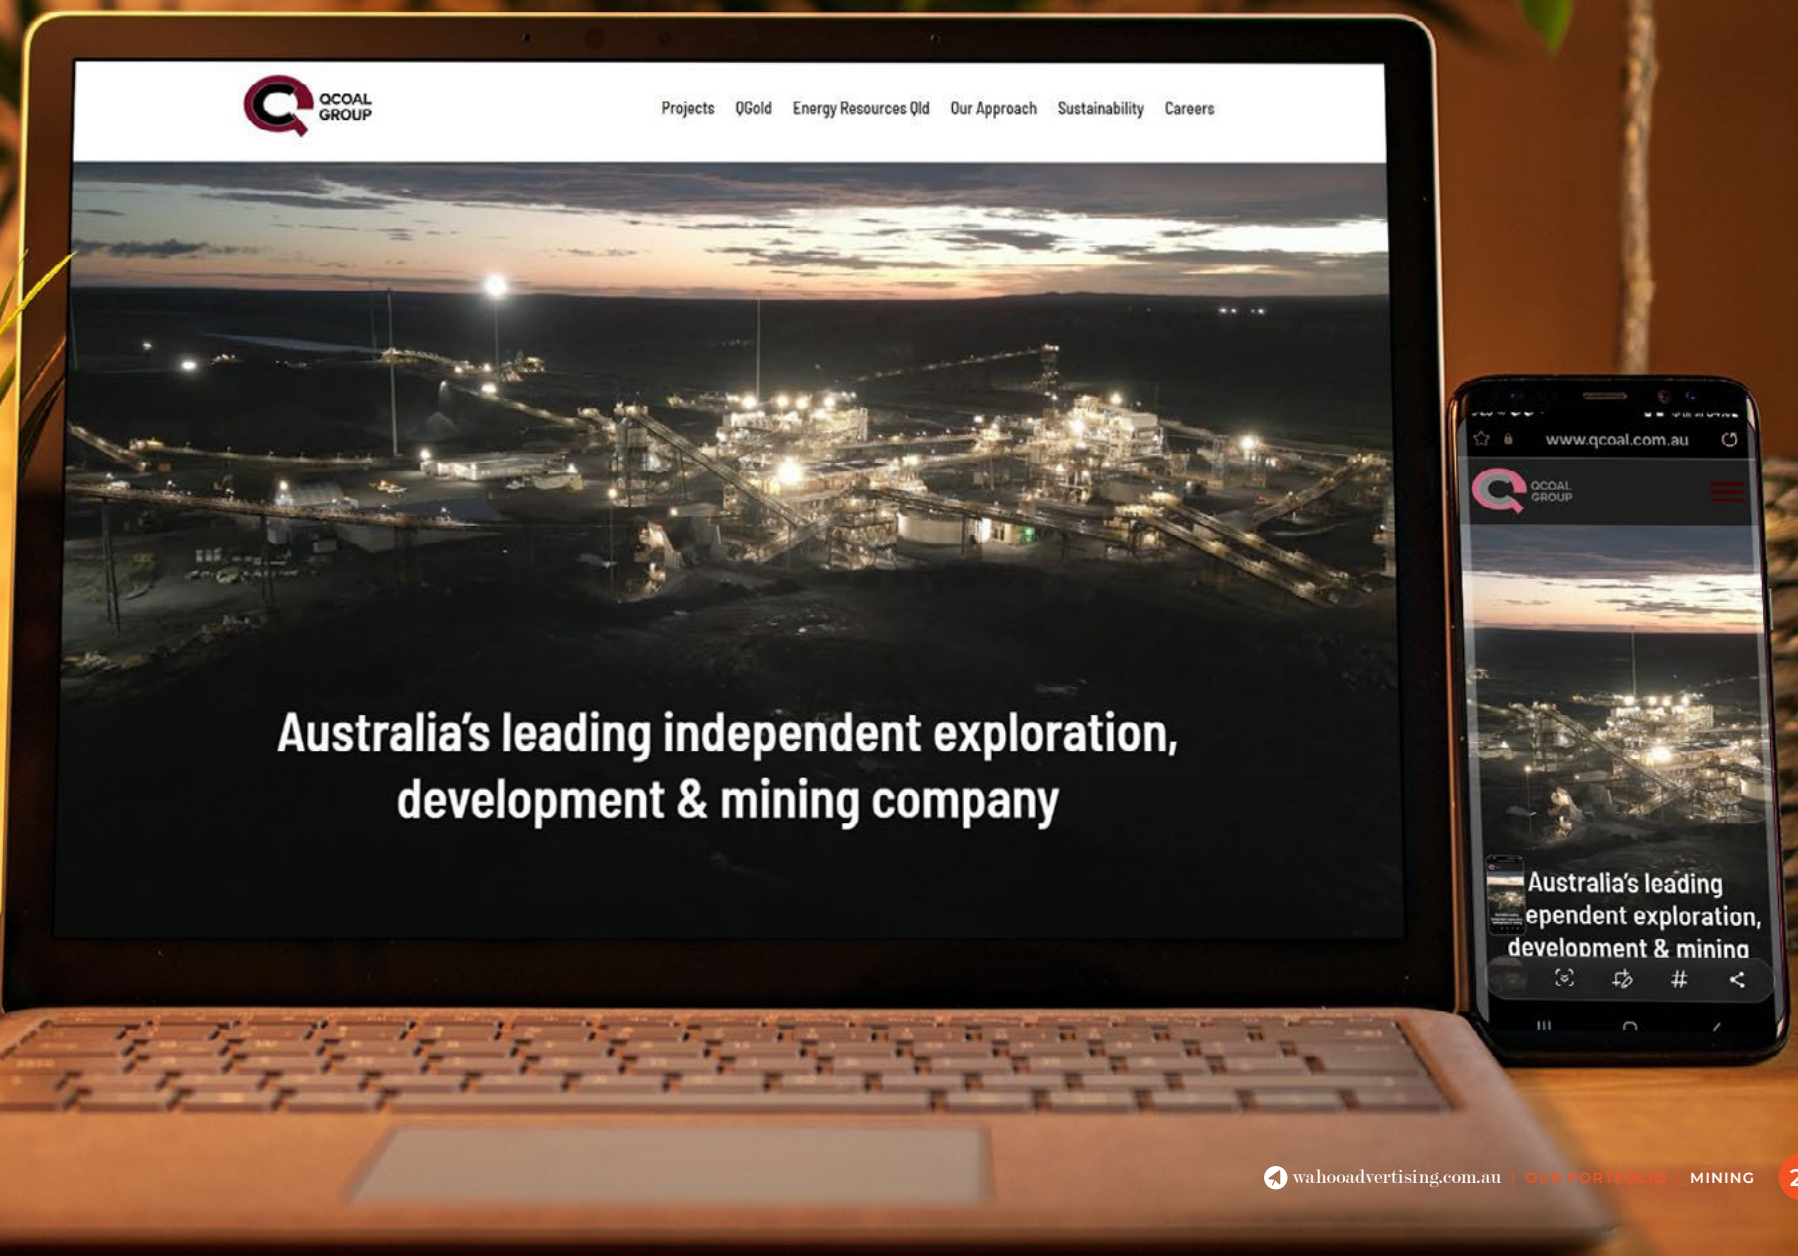 QCOAL
GROUP
Projects QGold Energy Resources Qld Our Approach Sustainability Careers
Australia's leading independent exploration,
development & mining company
www.qcoal.com.au
QCOAL
GROUP
Australia's leading
ependent exploration,
development & mining
wahooadvertising.com.au | OUR PORTFOLIO | MINING